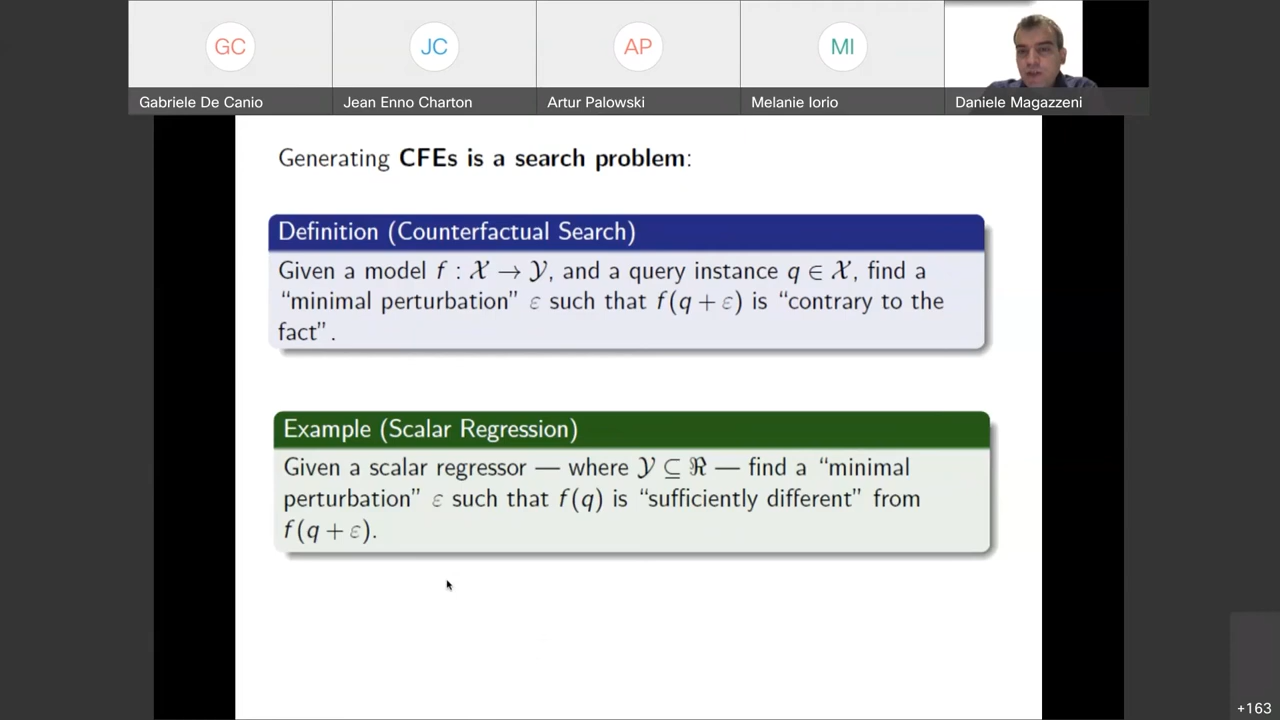 GC
JC
AP
MI
Gabriele De Canio
Jean Enno Charton
Artur Palowski
Melanie Iorio
Daniele Magazzeni
Generating CFEs is a search problem:
Definition (Counterfactual Search)
Given a model f : 𝒳 → 𝒴, and a query instance q ∈ 𝒳, find a
“minimal perturbation” ε such that f(q + ε) is “contrary to the
fact”.
Example (Scalar Regression)
Given a scalar regressor — where 𝒴 ⊆ ℜ — find a “minimal
perturbation” ε such that f(q) is “sufficiently different” from
f(q + ε).
+163